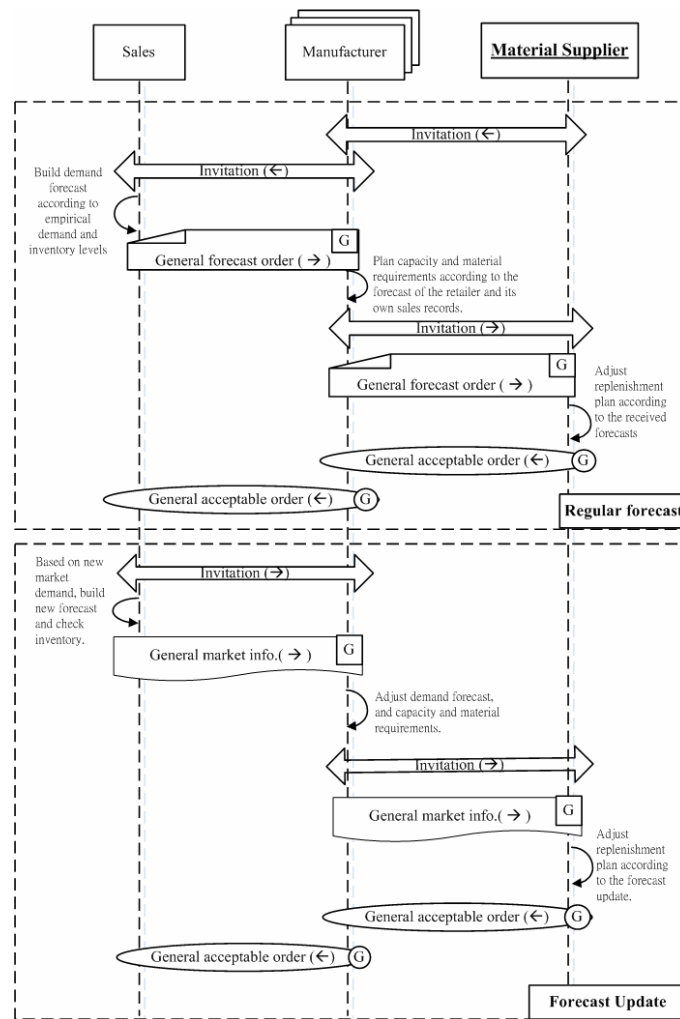 Sales
Manufacturer
Material Supplier
Invitation (←)
Invitation (←)
Build demand
forecast
according to
empirical
demand and
inventory levels
G
General forecast order (→)
Plan capacity and material
requirements according to the
forecast of the retailer and its
own sales records.
Invitation (→)
G
General forecast order (→)
Adjust
replenishment
plan according
to the received
forecasts
General acceptable order (←) G
General acceptable order (←) G
Regular forecast
Based on new
market
demand, build
new forecast
and check
inventory.
Invitation (→)
General market info.( → ) G
Adjust demand forecast,
and capacity and material
requirements.
Invitation (→)
General market info.( → ) G
Adjust
replenishment
plan according
to the forecast
update.
General acceptable order (←) G
General acceptable order (←) G
Forecast Update